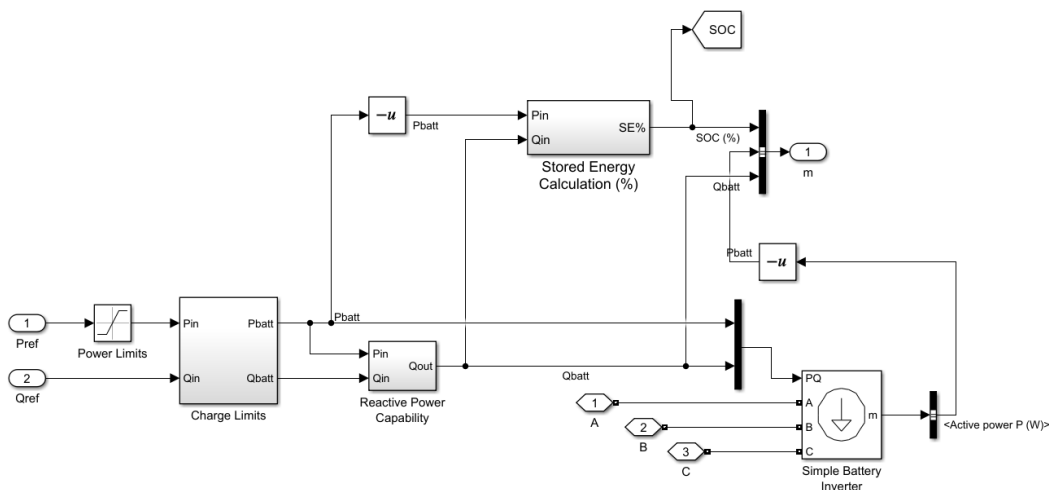 SOC
-u
Pbatt
Pin
Qin
SE%
Stored Energy
Calculation (%)
SOC (%)
Qbatt
1
m
Pbatt
-u
1
Pref
Power Limits
2
Qref
Pin
Qin
Pbatt
Qbatt
Charge Limits
Pbatt
Pin
Qin
Qout
Reactive Power
Capability
Qbatt
1
A
2
B
3
C
PQ
A
B
C
m
Simple Battery
Inverter
<Active power P (W)>